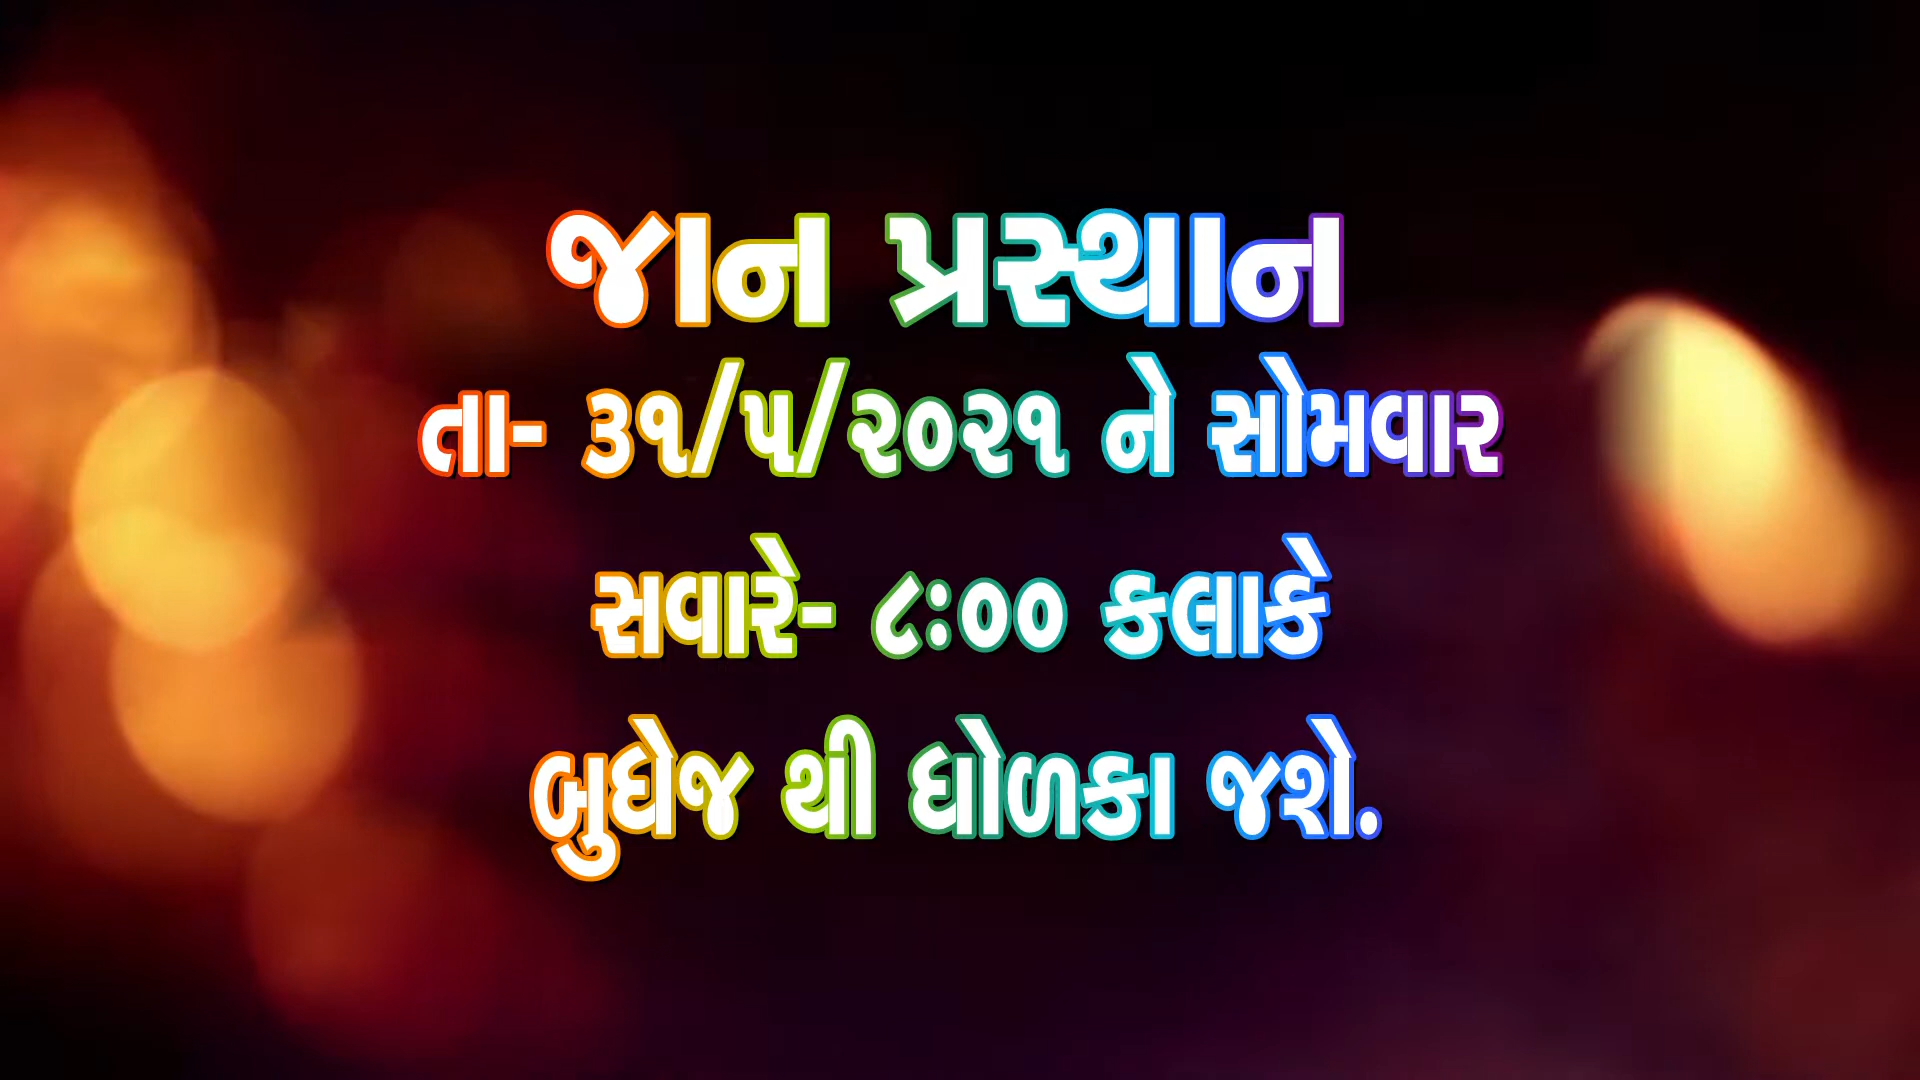 જાન પ્રસ્થાન
તા- ૩૧/૫/૨૦૨૧ ને સોમવાર
સવારે- ૮:૦૦ કલાકે
બુધેજ થી ધોળકા જશે.